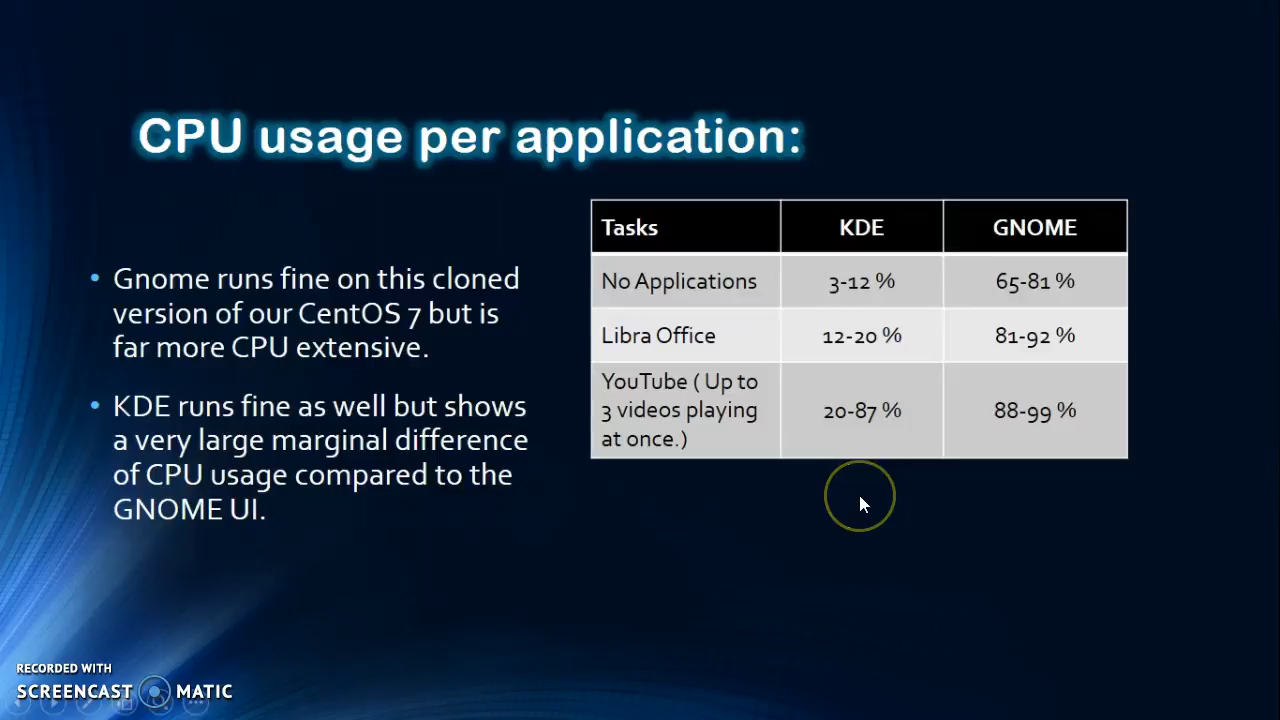 CPU usage per application:
• Gnome runs fine on this cloned
version of our CentOS 7 but is
far more CPU extensive.
• KDE runs fine as well but shows
a very large marginal difference
of CPU usage compared to the
GNOME UI.
Tasks KDE GNOME
No Applications 3-12 % 65-81 %
Libra Office 12-20 % 81-92 %
YouTube ( Up to
3 videos playing 20-87 % 88-99 %
at once.)
RECORDED WITH
SCREENCAST MATIC